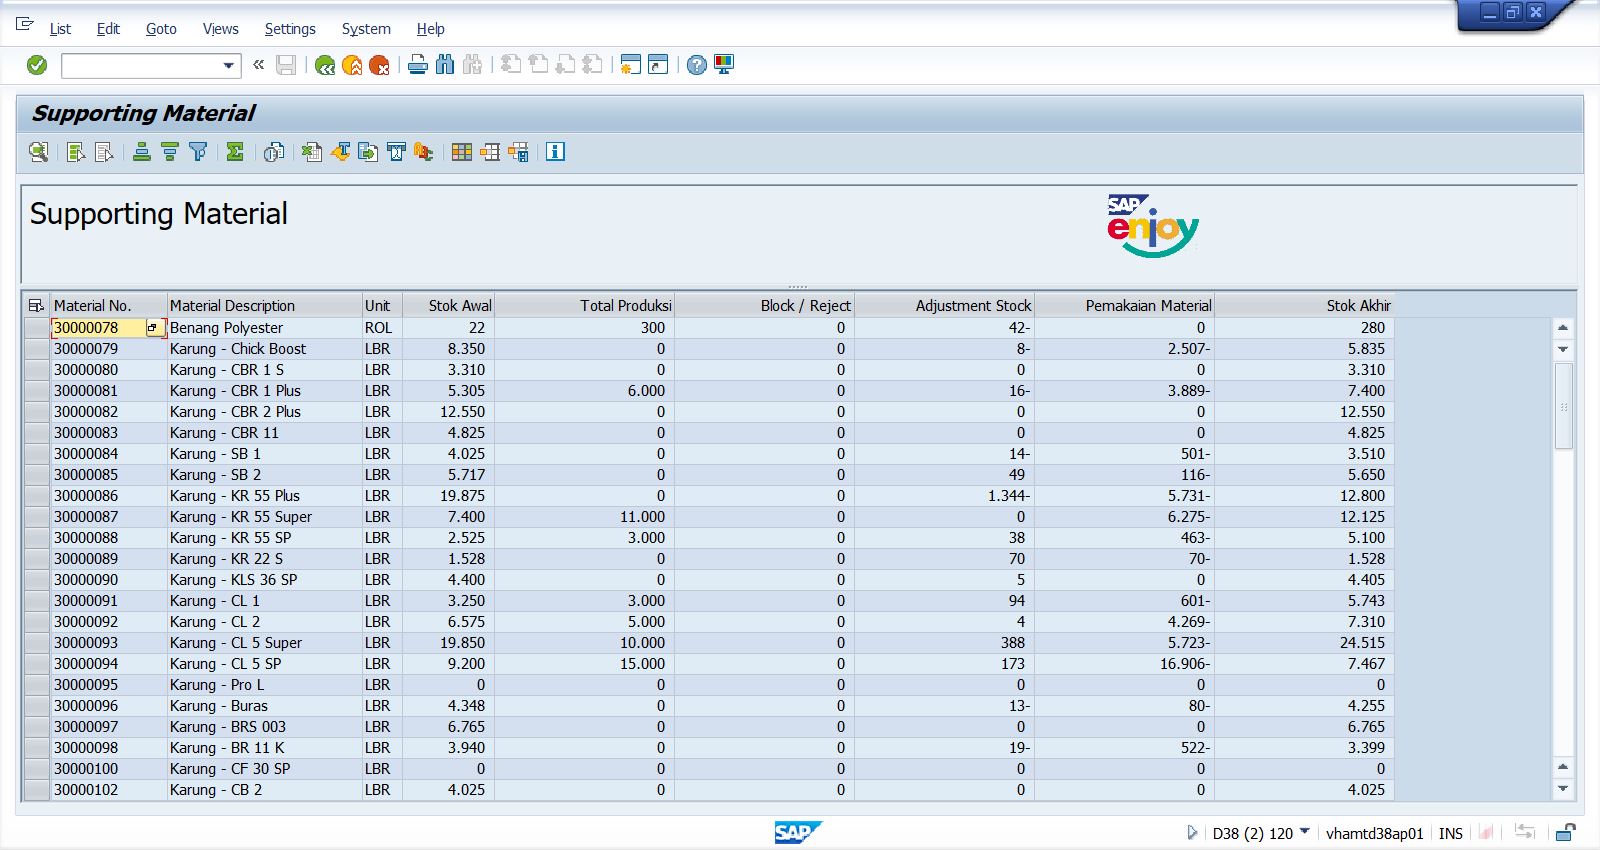 List Edit Goto Views Settings System Help
Supporting Material
Supporting Material
SAP
enjoy
Material No. Material Description Unit Stok Awal Total Produksi Block / Reject Adjustment Stock Pemakaian Material Stok Akhir
30000078 Benang Polyester ROL 22 300 0 42- 0 280
30000079 Karung - Chick Boost LBR 8.350 0 0 8- 2.507- 5.835
30000080 Karung - CBR 1 S LBR 3.310 0 0 0 0 3.310
30000081 Karung - CBR 1 Plus LBR 5.305 6.000 0 16- 3.889- 7.400
30000082 Karung - CBR 2 Plus LBR 12.550 0 0 0 0 12.550
30000083 Karung - CBR 11 LBR 4.825 0 0 0 0 4.825
30000084 Karung - SB 1 LBR 4.025 0 0 14- 501- 3.510
30000085 Karung - SB 2 LBR 5.717 0 0 49 116- 5.650
30000086 Karung - KR 55 Plus LBR 19.875 0 0 1.344- 5.731- 12.800
30000087 Karung - KR 55 Super LBR 7.400 11.000 0 0 6.275- 12.125
30000088 Karung - KR 55 SP LBR 2.525 3.000 0 38 463- 5.100
30000089 Karung - KR 22 S LBR 1.528 0 0 70 70- 1.528
30000090 Karung - KLS 36 SP LBR 4.400 0 0 5 0 4.405
30000091 Karung - CL 1 LBR 3.250 3.000 0 94 601- 5.743
30000092 Karung - CL 2 LBR 6.575 5.000 0 4 4.269- 7.310
30000093 Karung - CL 5 Super LBR 19.850 10.000 0 388 5.723- 24.515
30000094 Karung - CL 5 SP LBR 9.200 15.000 0 173 16.906- 7.467
30000095 Karung - Pro L LBR 0 0 0 0 0 0
30000096 Karung - Buras LBR 4.348 0 0 13- 80- 4.255
30000097 Karung - BRS 003 LBR 6.765 0 0 0 0 6.765
30000098 Karung - BR 11 K LBR 3.940 0 0 19- 522- 3.399
30000100 Karung - CF 30 SP LBR 0 0 0 0 0 0
30000102 Karung - CB 2 LBR 4.025 0 0 0 0 4.025
SAP D38 (2) 120 vhamtd38ap01 INS